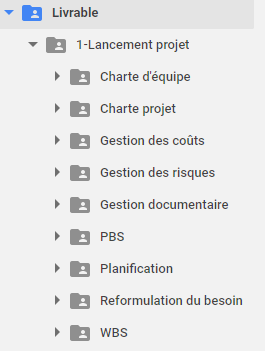 Livrable
1-Lancement projet
Charte d'équipe
Charte projet
Gestion des coûts
Gestion des risques
Gestion documentaire
PBS
Planification
Reformulation du besoin
WBS